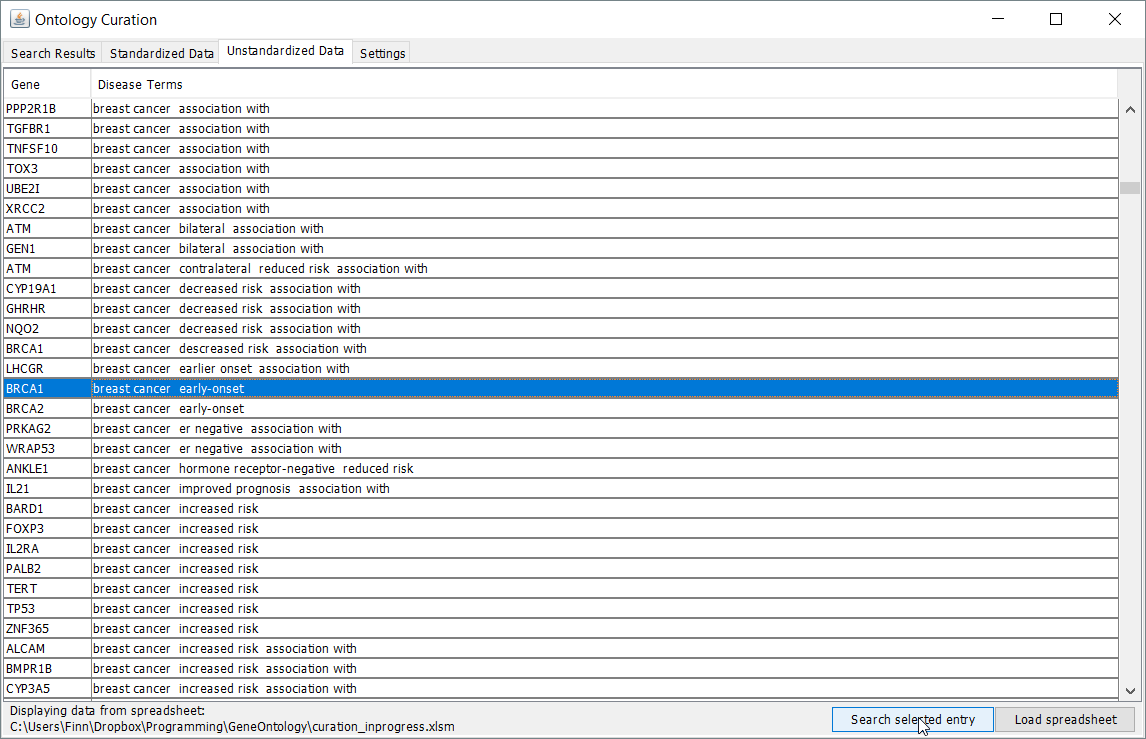 Ontology Curation
Search Results Standardized Data Unstandardized Data Settings
Gene Disease Terms
PPP2R1B breast cancer association with
TGFBR1 breast cancer association with
TNFSF10 breast cancer association with
TOX3 breast cancer association with
UBE2I breast cancer association with
XRCC2 breast cancer association with
ATM breast cancer bilateral association with
GEN1 breast cancer bilateral association with
ATM breast cancer contralateral reduced risk association with
CYP19A1 breast cancer decreased risk association with
GHRHR breast cancer decreased risk association with
NQO2 breast cancer decreased risk association with
BRCA1 breast cancer descreased risk association with
LHCGR breast cancer earlier onset association with
BRCA1 breast cancer early-onset
BRCA2 breast cancer early-onset
PRKAG2 breast cancer er negative association with
WRAP53 breast cancer er negative association with
ANKLE1 breast cancer hormone receptor-negative reduced risk
IL21 breast cancer improved prognosis association with
BARD1 breast cancer increased risk
FOXP3 breast cancer increased risk
IL2RA breast cancer increased risk
PALB2 breast cancer increased risk
TERT breast cancer increased risk
TP53 breast cancer increased risk
ZNF365 breast cancer increased risk
ALCAM breast cancer increased risk association with
BMPR1B breast cancer increased risk association with
CYP3A5 breast cancer increased risk association with
Displaying data from spreadsheet:
C:\Users\Finn\Dropbox\Programming\GeneOntology\curation_inprogress.xlsm
Search selected entry Load spreadsheet